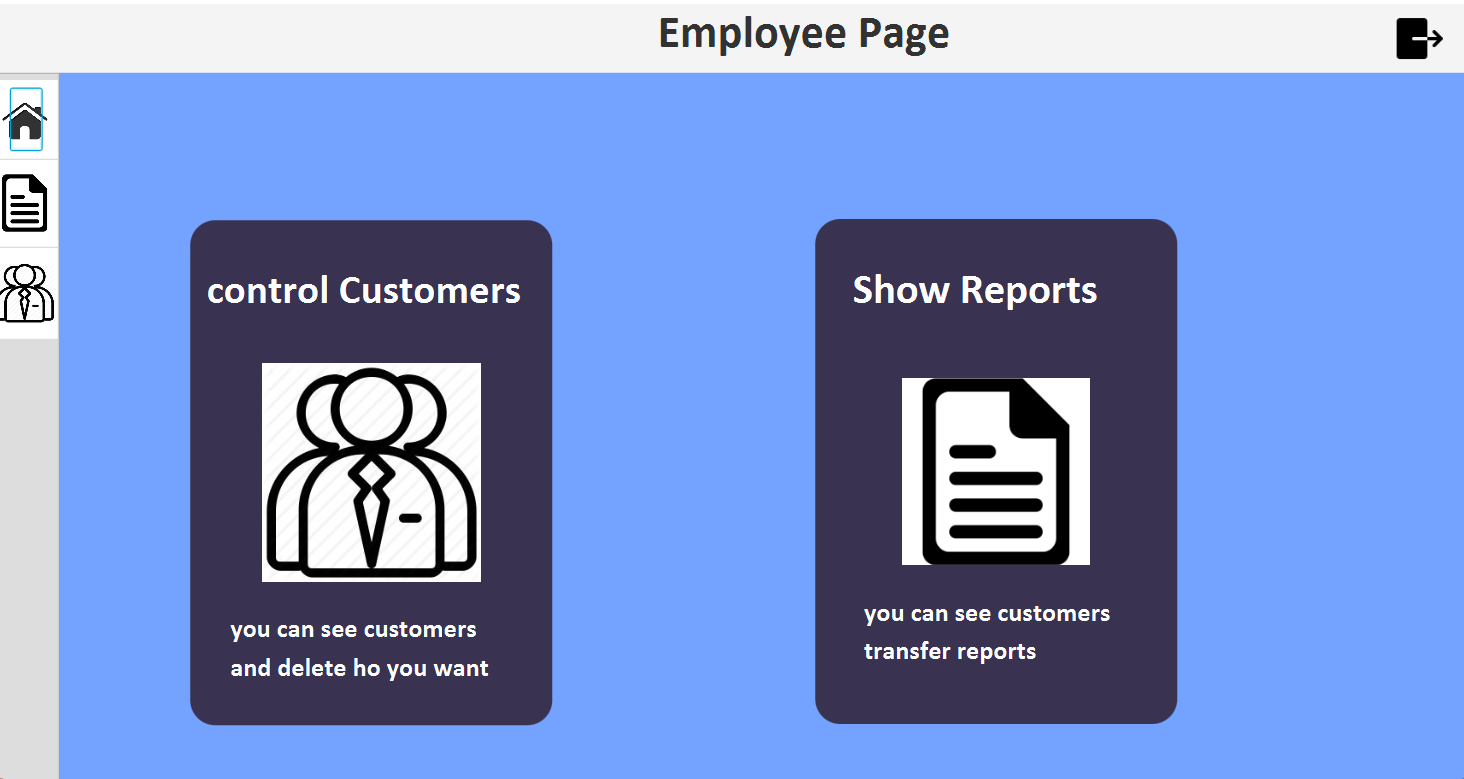 Employee Page
control Customers
you can see customers
and delete ho you want
Show Reports
you can see customers
transfer reports